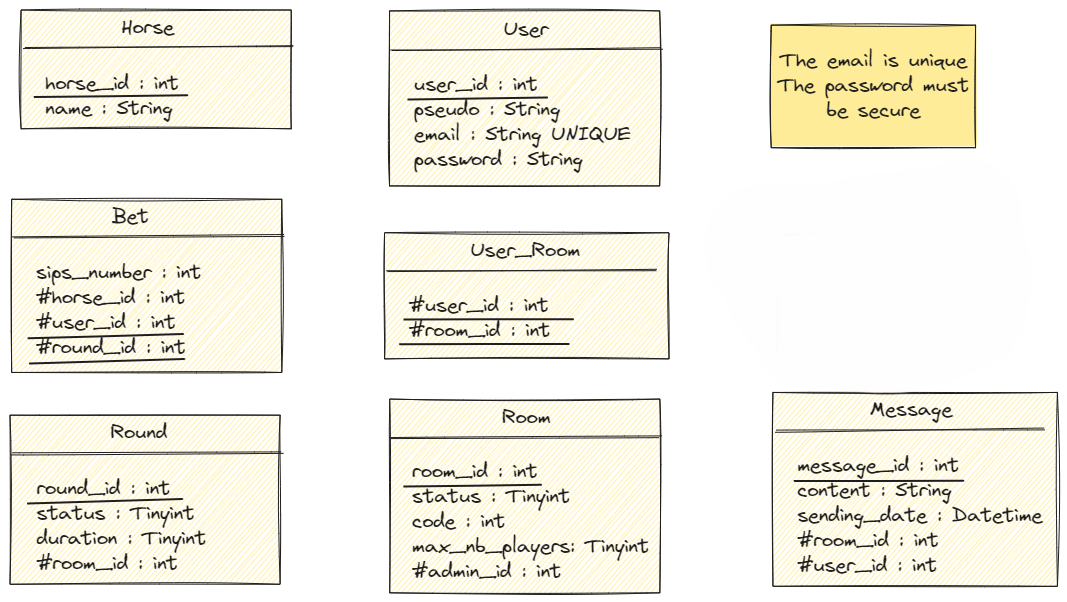 Horse
horse_id : int
name : String
User
user_id : int
pseudo : String
email : String UNIQUE
password : String
The email is unique
The password must
be secure
Bet
sips_number : int
#horse_id : int
#user_id : int
#round_id : int
User_Room
#user_id : int
#room_id : int
Round
round_id : int
status : Tinyint
duration : Tinyint
#room_id : int
Room
room_id : int
status : Tinyint
code : int
max_nb_players: Tinyint
#admin_id : int
Message
message_id : int
content : String
sending_date : Datetime
#room_id : int
#user_id : int